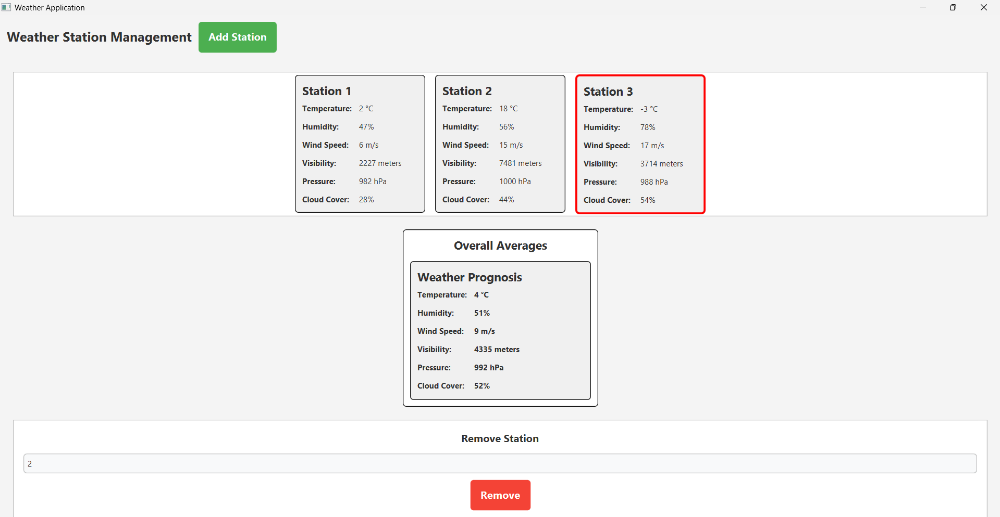 Weather Application
Weather Station Management
Add Station
Station 1
Temperature: 2 °C
Humidity: 47%
Wind Speed: 6 m/s
Visibility: 2227 meters
Pressure: 982 hPa
Cloud Cover: 28%
Station 2
Temperature: 18 °C
Humidity: 56%
Wind Speed: 15 m/s
Visibility: 7481 meters
Pressure: 1000 hPa
Cloud Cover: 44%
Station 3
Temperature: -3 °C
Humidity: 78%
Wind Speed: 17 m/s
Visibility: 3714 meters
Pressure: 988 hPa
Cloud Cover: 54%
Overall Averages
Weather Prognosis
Temperature: 4 °C
Humidity: 51%
Wind Speed: 9 m/s
Visibility: 4335 meters
Pressure: 992 hPa
Cloud Cover: 52%
Remove Station
2
Remove